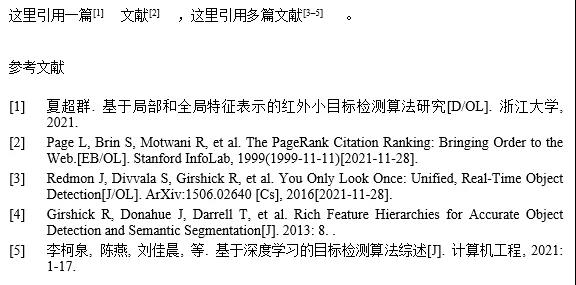 这里引用一篇[1] 文献[2] ，这里引用多篇文献[3–5] 。
参考文献
[1] 夏超群. 基于局部和全局特征表示的红外小目标检测算法研究[D/OL]. 浙江大学,
2021.
[2] Page L, Brin S, Motwani R, et al. The PageRank Citation Ranking: Bringing Order to the
Web.[EB/OL]. Stanford InfoLab, 1999(1999-11-11)[2021-11-28].
[3] Redmon J, Divvala S, Girshick R, et al. You Only Look Once: Unified, Real-Time Object
Detection[J/OL]. ArXiv:1506.02640 [Cs], 2016[2021-11-28].
[4] Girshick R, Donahue J, Darrell T, et al. Rich Feature Hierarchies for Accurate Object
Detection and Semantic Segmentation[J]. 2013: 8. .
[5] 李柯泉, 陈燕, 刘佳晨, 等. 基于深度学习的目标检测算法综述[J]. 计算机工程, 2021:
1-17.